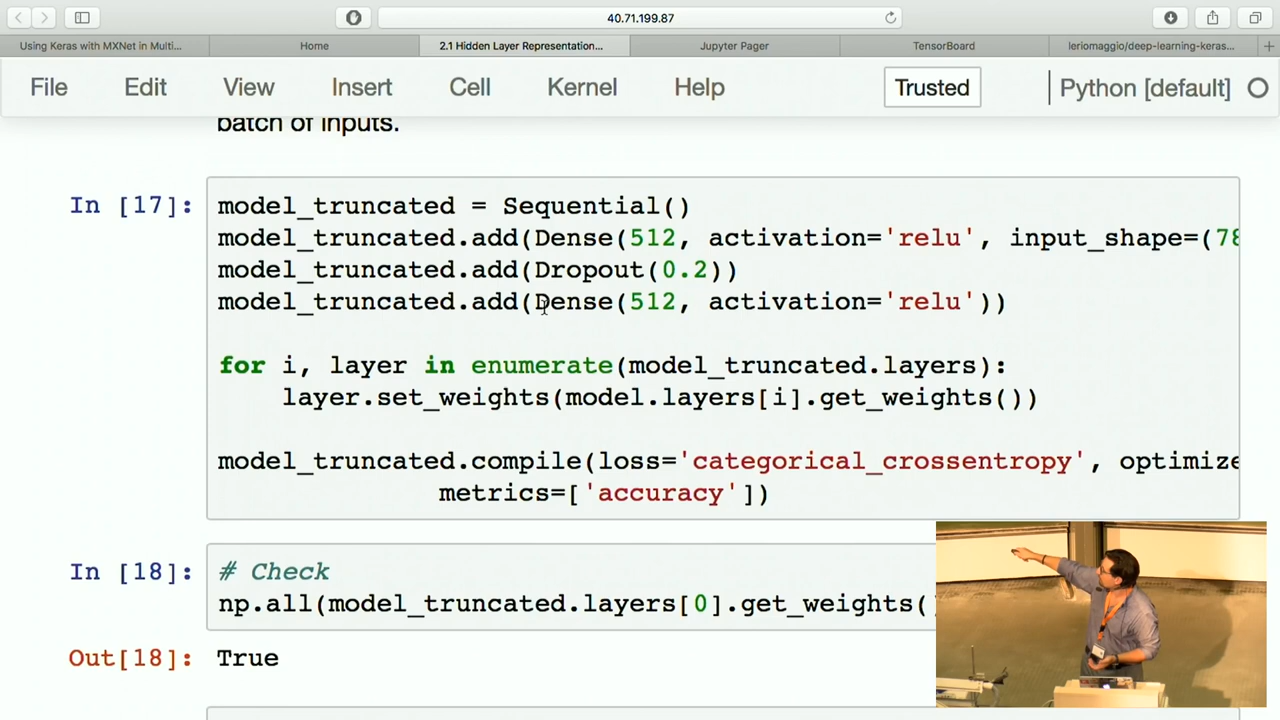 40.71.199.87
Using Keras with MXNet in Multi...
Home
2.1 Hidden Layer Representation...
Jupyter Pager
TensorBoard
leriomaggio/deep-learning-keras...
File Edit View Insert Cell Kernel Help Trusted Python [default]
batch of inputs.
In [17]: model_truncated = Sequential()
model_truncated.add(Dense(512, activation='relu', input_shape=(78
model_truncated.add(Dropout(0.2))
model_truncated.add(Dense(512, activation='relu'))
for i, layer in enumerate(model_truncated.layers):
layer.set_weights(model.layers[i].get_weights())
model_truncated.compile(loss='categorical_crossentropy', optimize
metrics=['accuracy'])
In [18]: # Check
np.all(model_truncated.layers[0].get_weights(
Out[18]: True